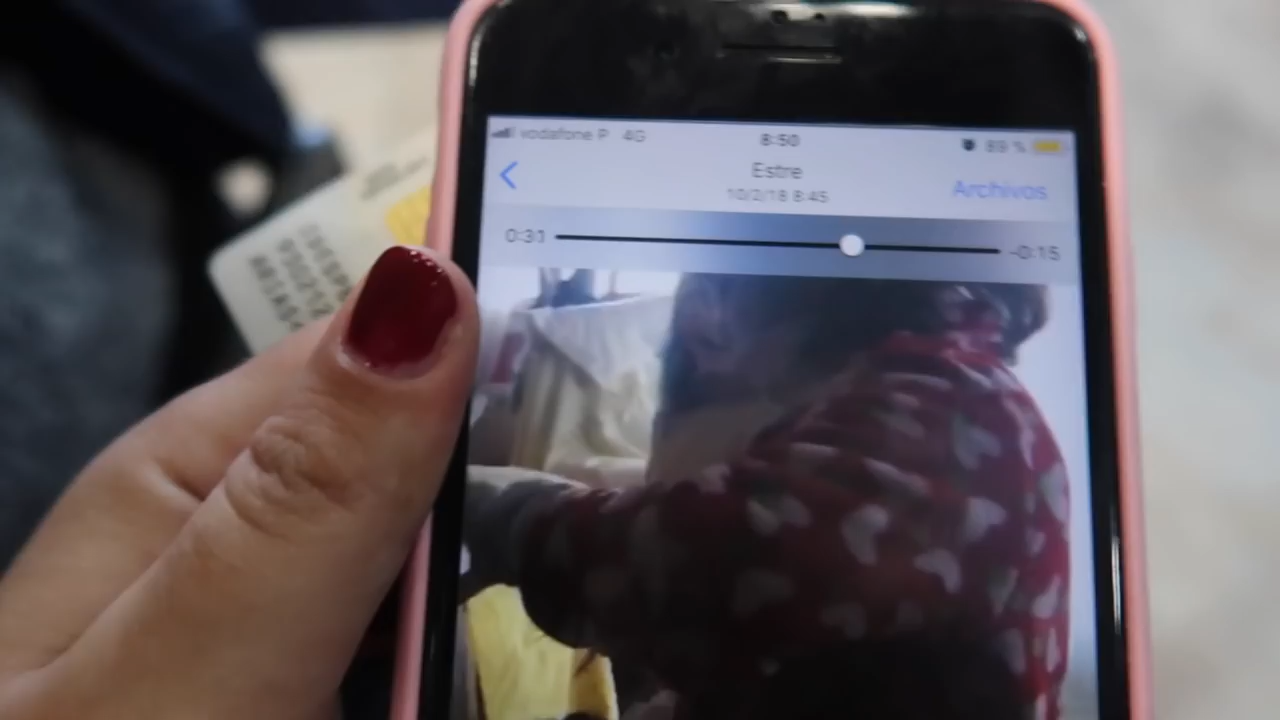 vodafone P 4G 8:50 89 %
Estre
10/2/18 8:45
Archivos
0:31 -0:15